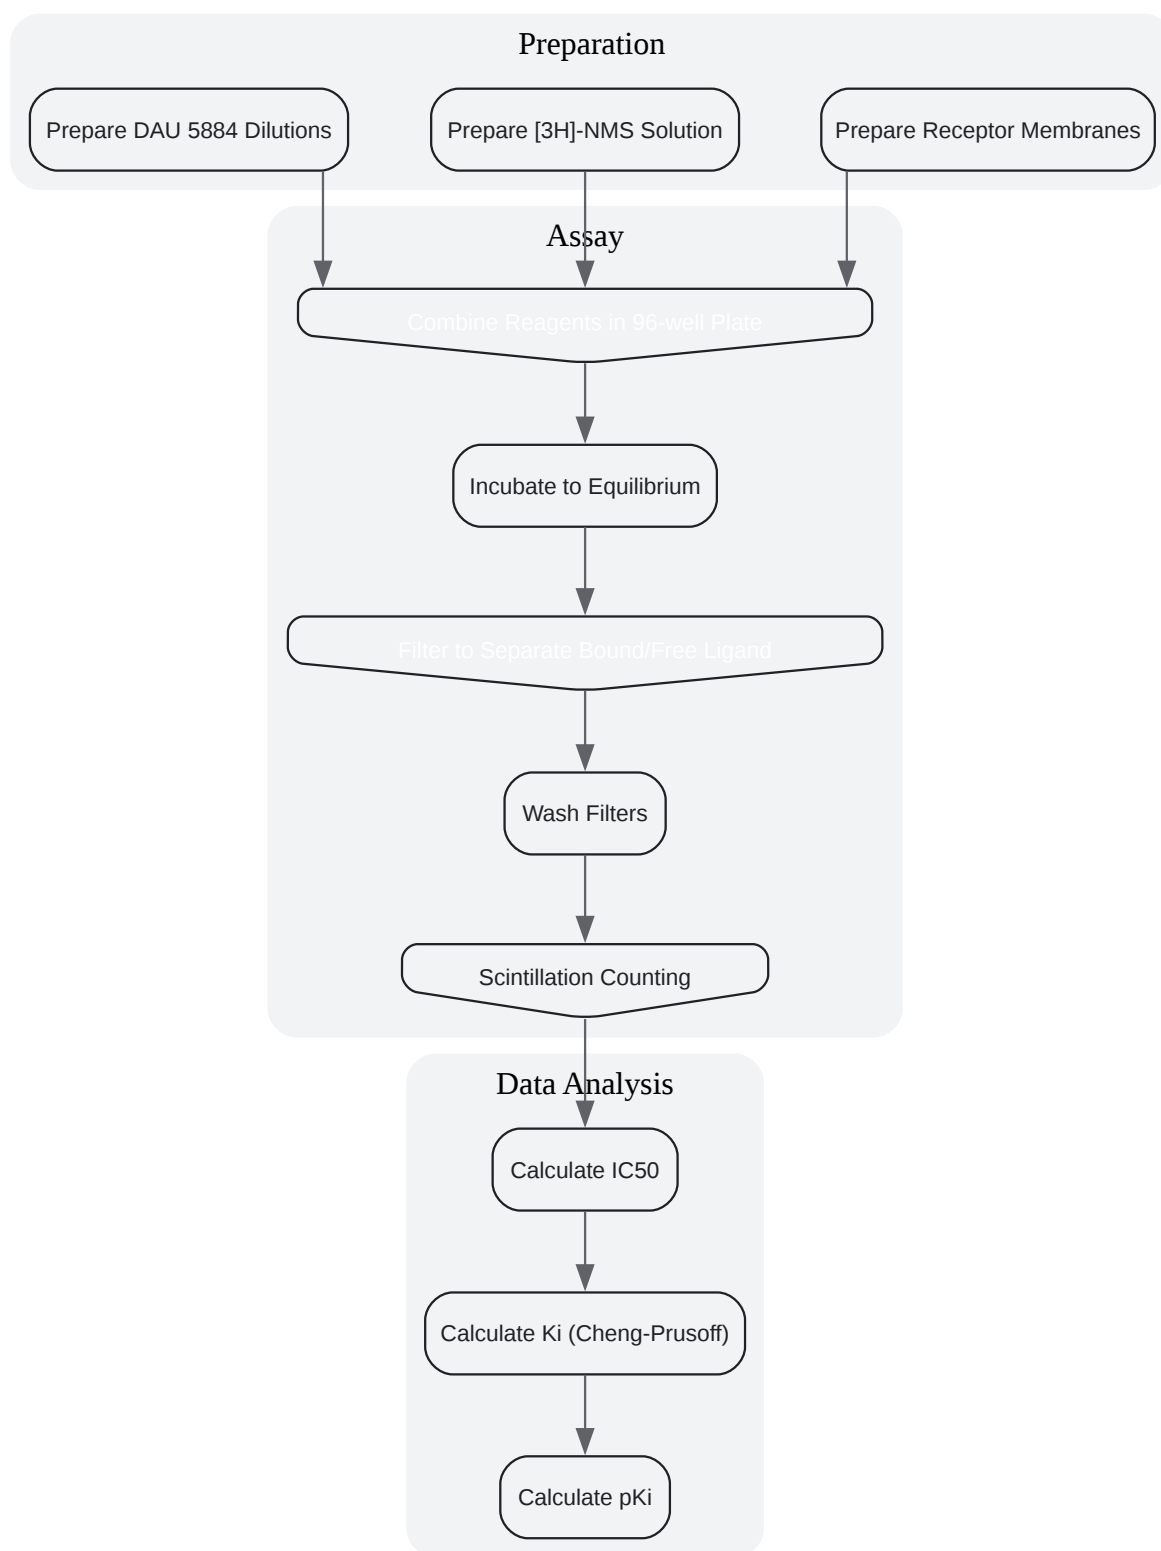 Preparation
Prepare DAU 5884 Dilutions
Prepare [3H]-NMS Solution
Prepare Receptor Membranes
Assay
Combine Reagents in 96-well Plate
Incubate to Equilibrium
Filter to Separate Bound/Free Ligand
Wash Filters
Scintillation Counting
Data Analysis
Calculate IC50
Calculate Ki (Cheng-Prusoff)
Calculate pKi